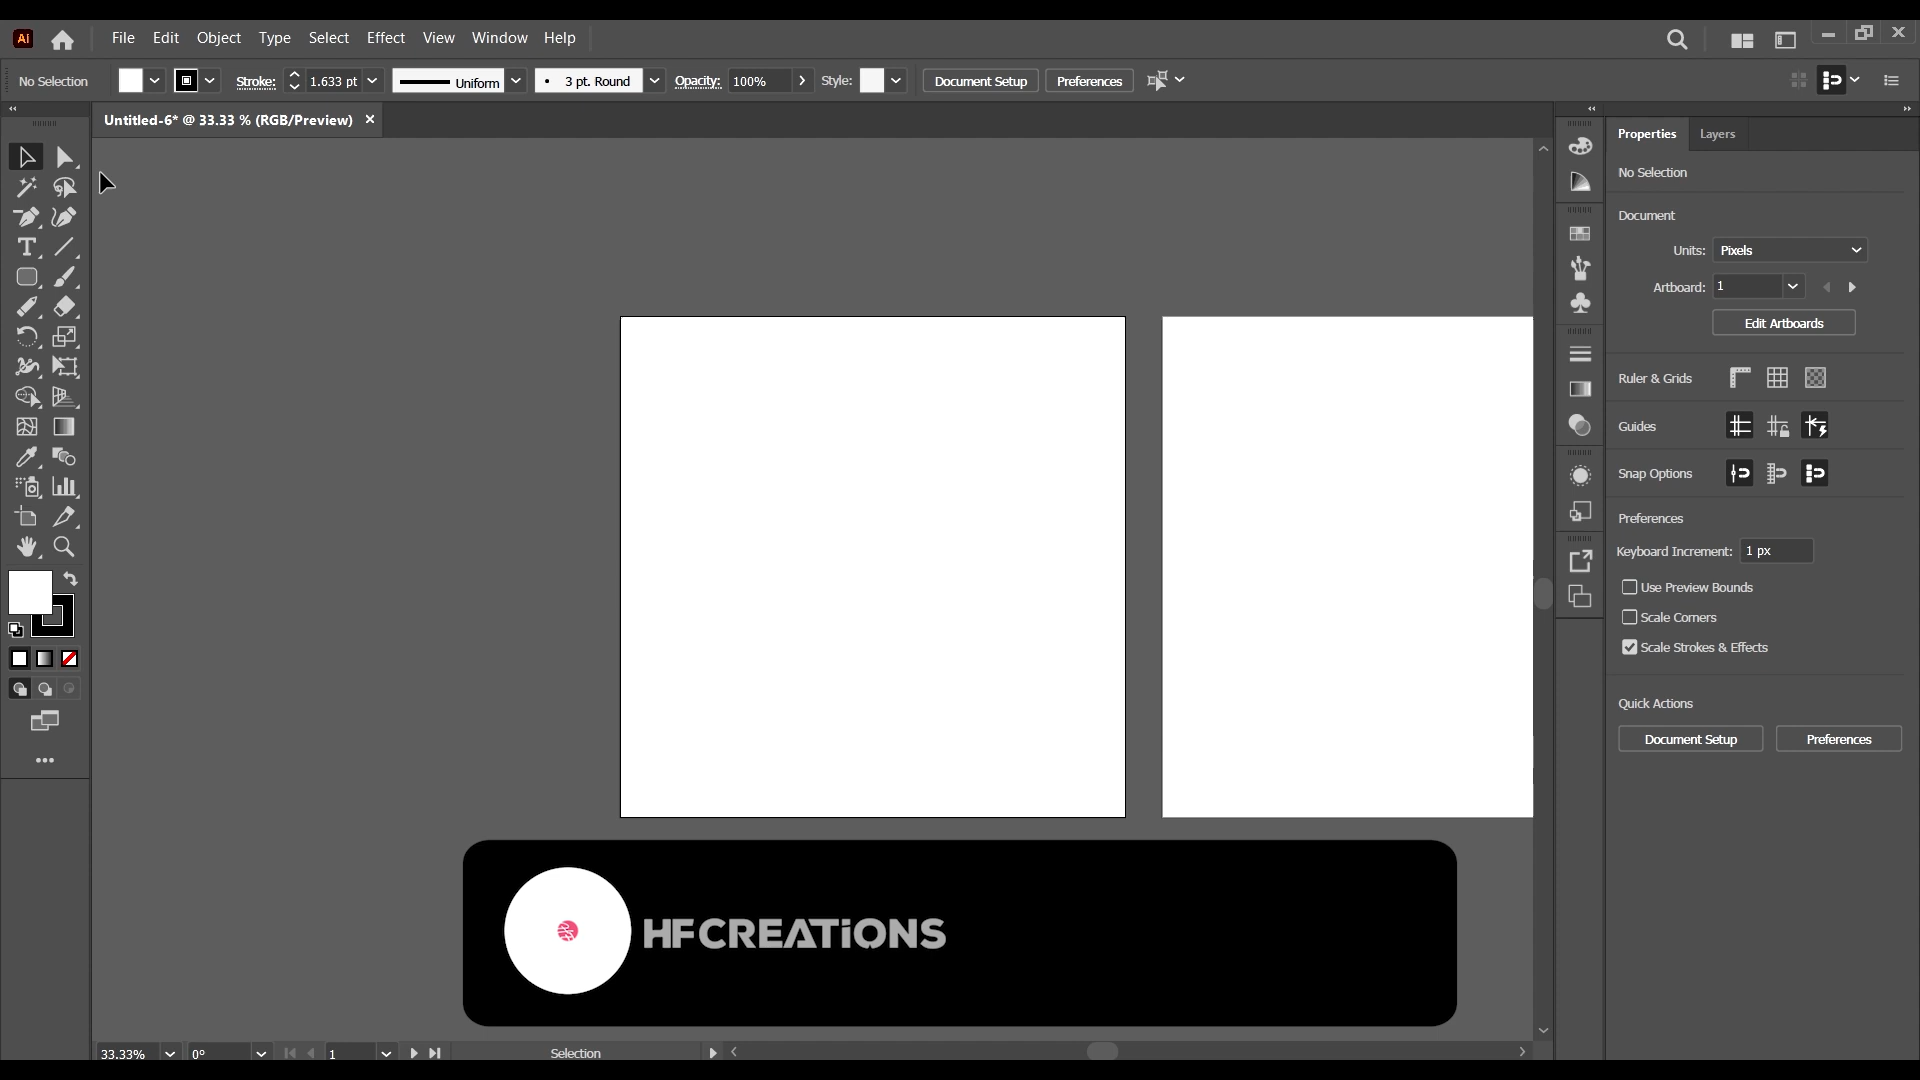 Ai File Edit Object Type Select Effect View Window Help
No Selection Stroke: 1.633 pt Uniform 3 pt. Round Opacity: 100% Style: Document Setup Preferences
Untitled-6* @ 33.33 % (RGB/Preview)
Properties Layers
No Selection
Document
Units: Pixels
Artboard: 1
Edit Artboards
Ruler & Grids
Guides
Snap Options
Preferences
Keyboard Increment: 1 px
Use Preview Bounds
Scale Corners
Scale Strokes & Effects
Quick Actions
Document Setup Preferences
HFCREATiONS
33.33% 0° 1 Selection